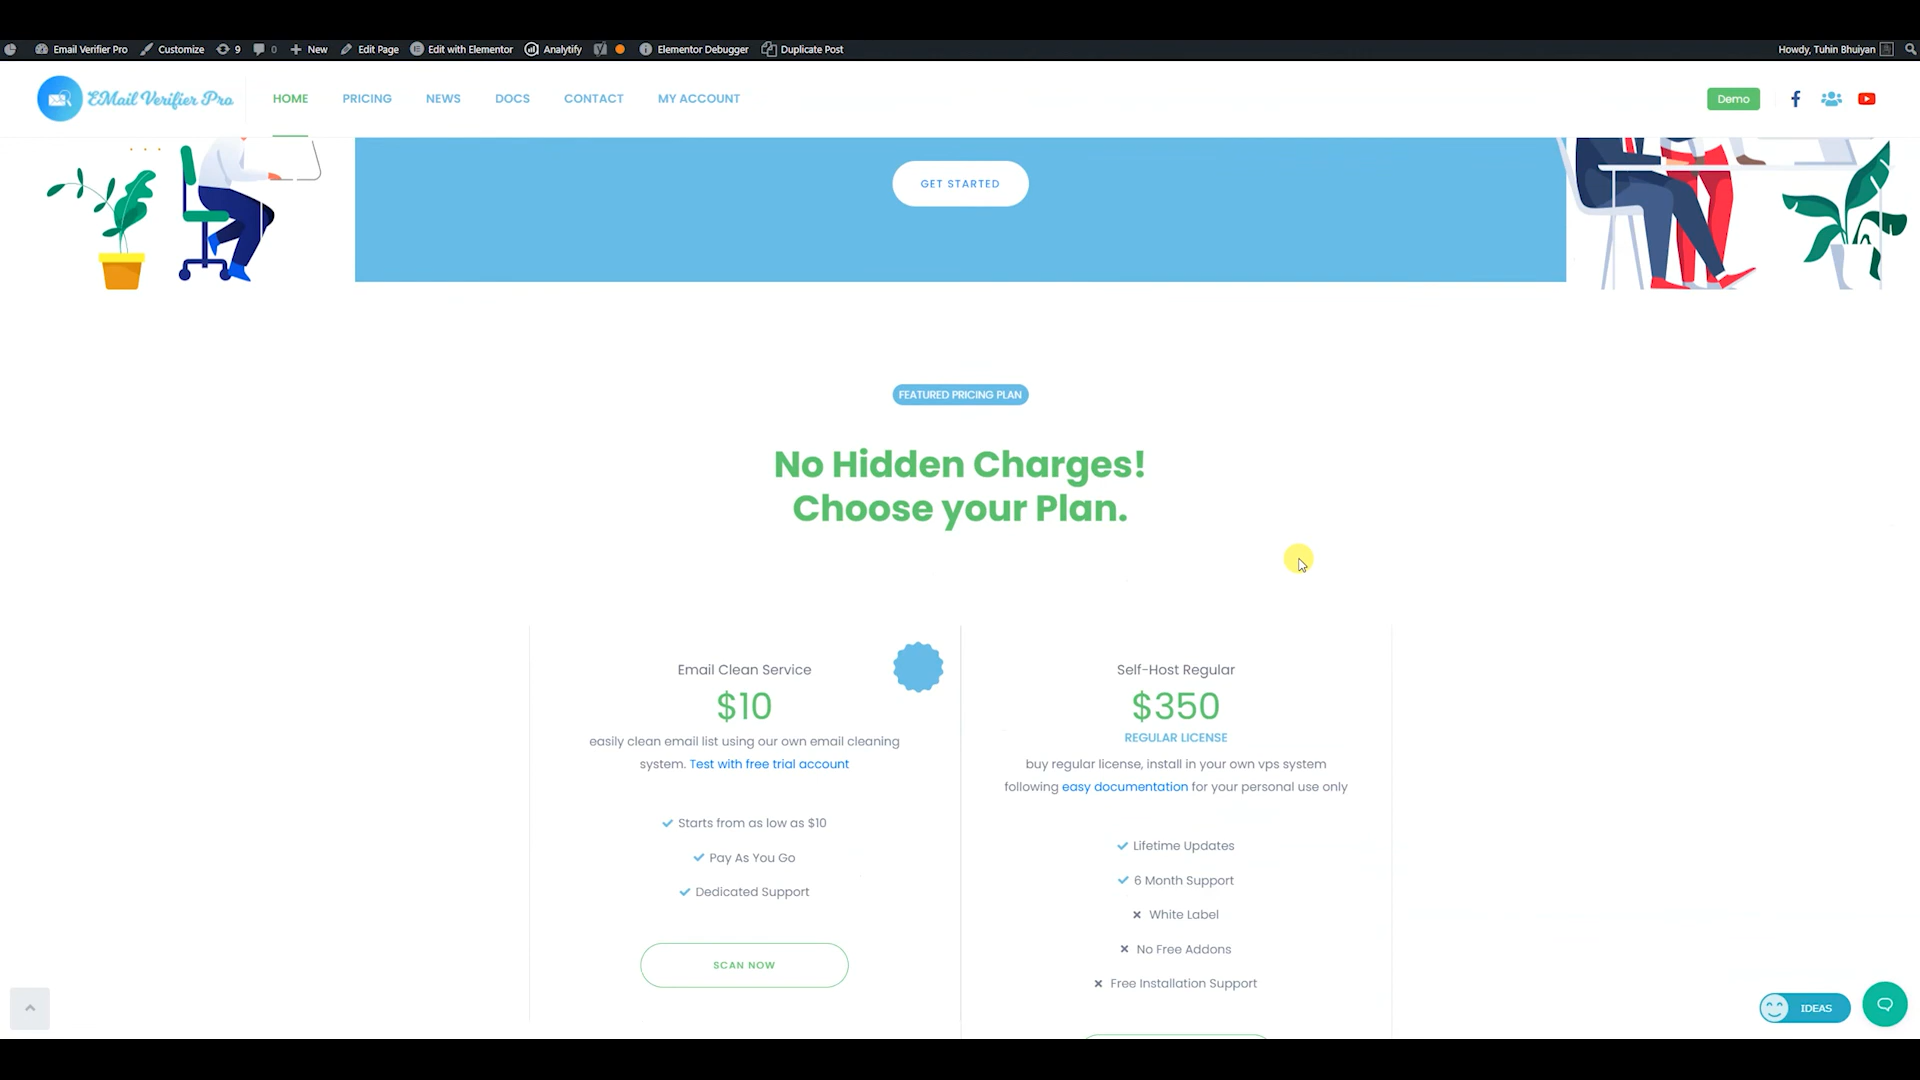 Email Verifier Pro Customize 9 0 New Edit Page Edit with Elementor Analytify Elementor Debugger Duplicate Post Howdy, Tuhin Bhuiyan
EMail Verifier Pro HOME PRICING NEWS DOCS CONTACT MY ACCOUNT Demo
GET STARTED
FEATURED PRICING PLAN
No Hidden Charges!
Choose your Plan.
Email Clean Service
$10
easily clean email list using our own email cleaning
system. Test with free trial account
Starts from as low as $10
Pay As You Go
Dedicated Support
SCAN NOW
Self-Host Regular
$350
REGULAR LICENSE
buy regular license, install in your own vps system
following easy documentation for your personal use only
Lifetime Updates
6 Month Support
White Label
No Free Addons
Free Installation Support
IDEAS